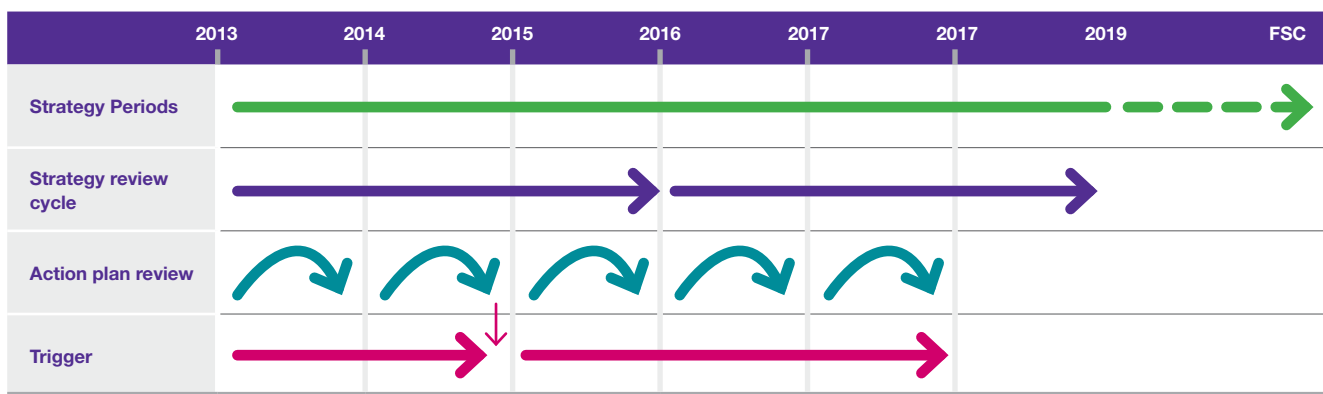 2013 2014 2015 2016 2017 2017 2019 FSC
Strategy Periods
Strategy review
cycle
Action plan review
Trigger